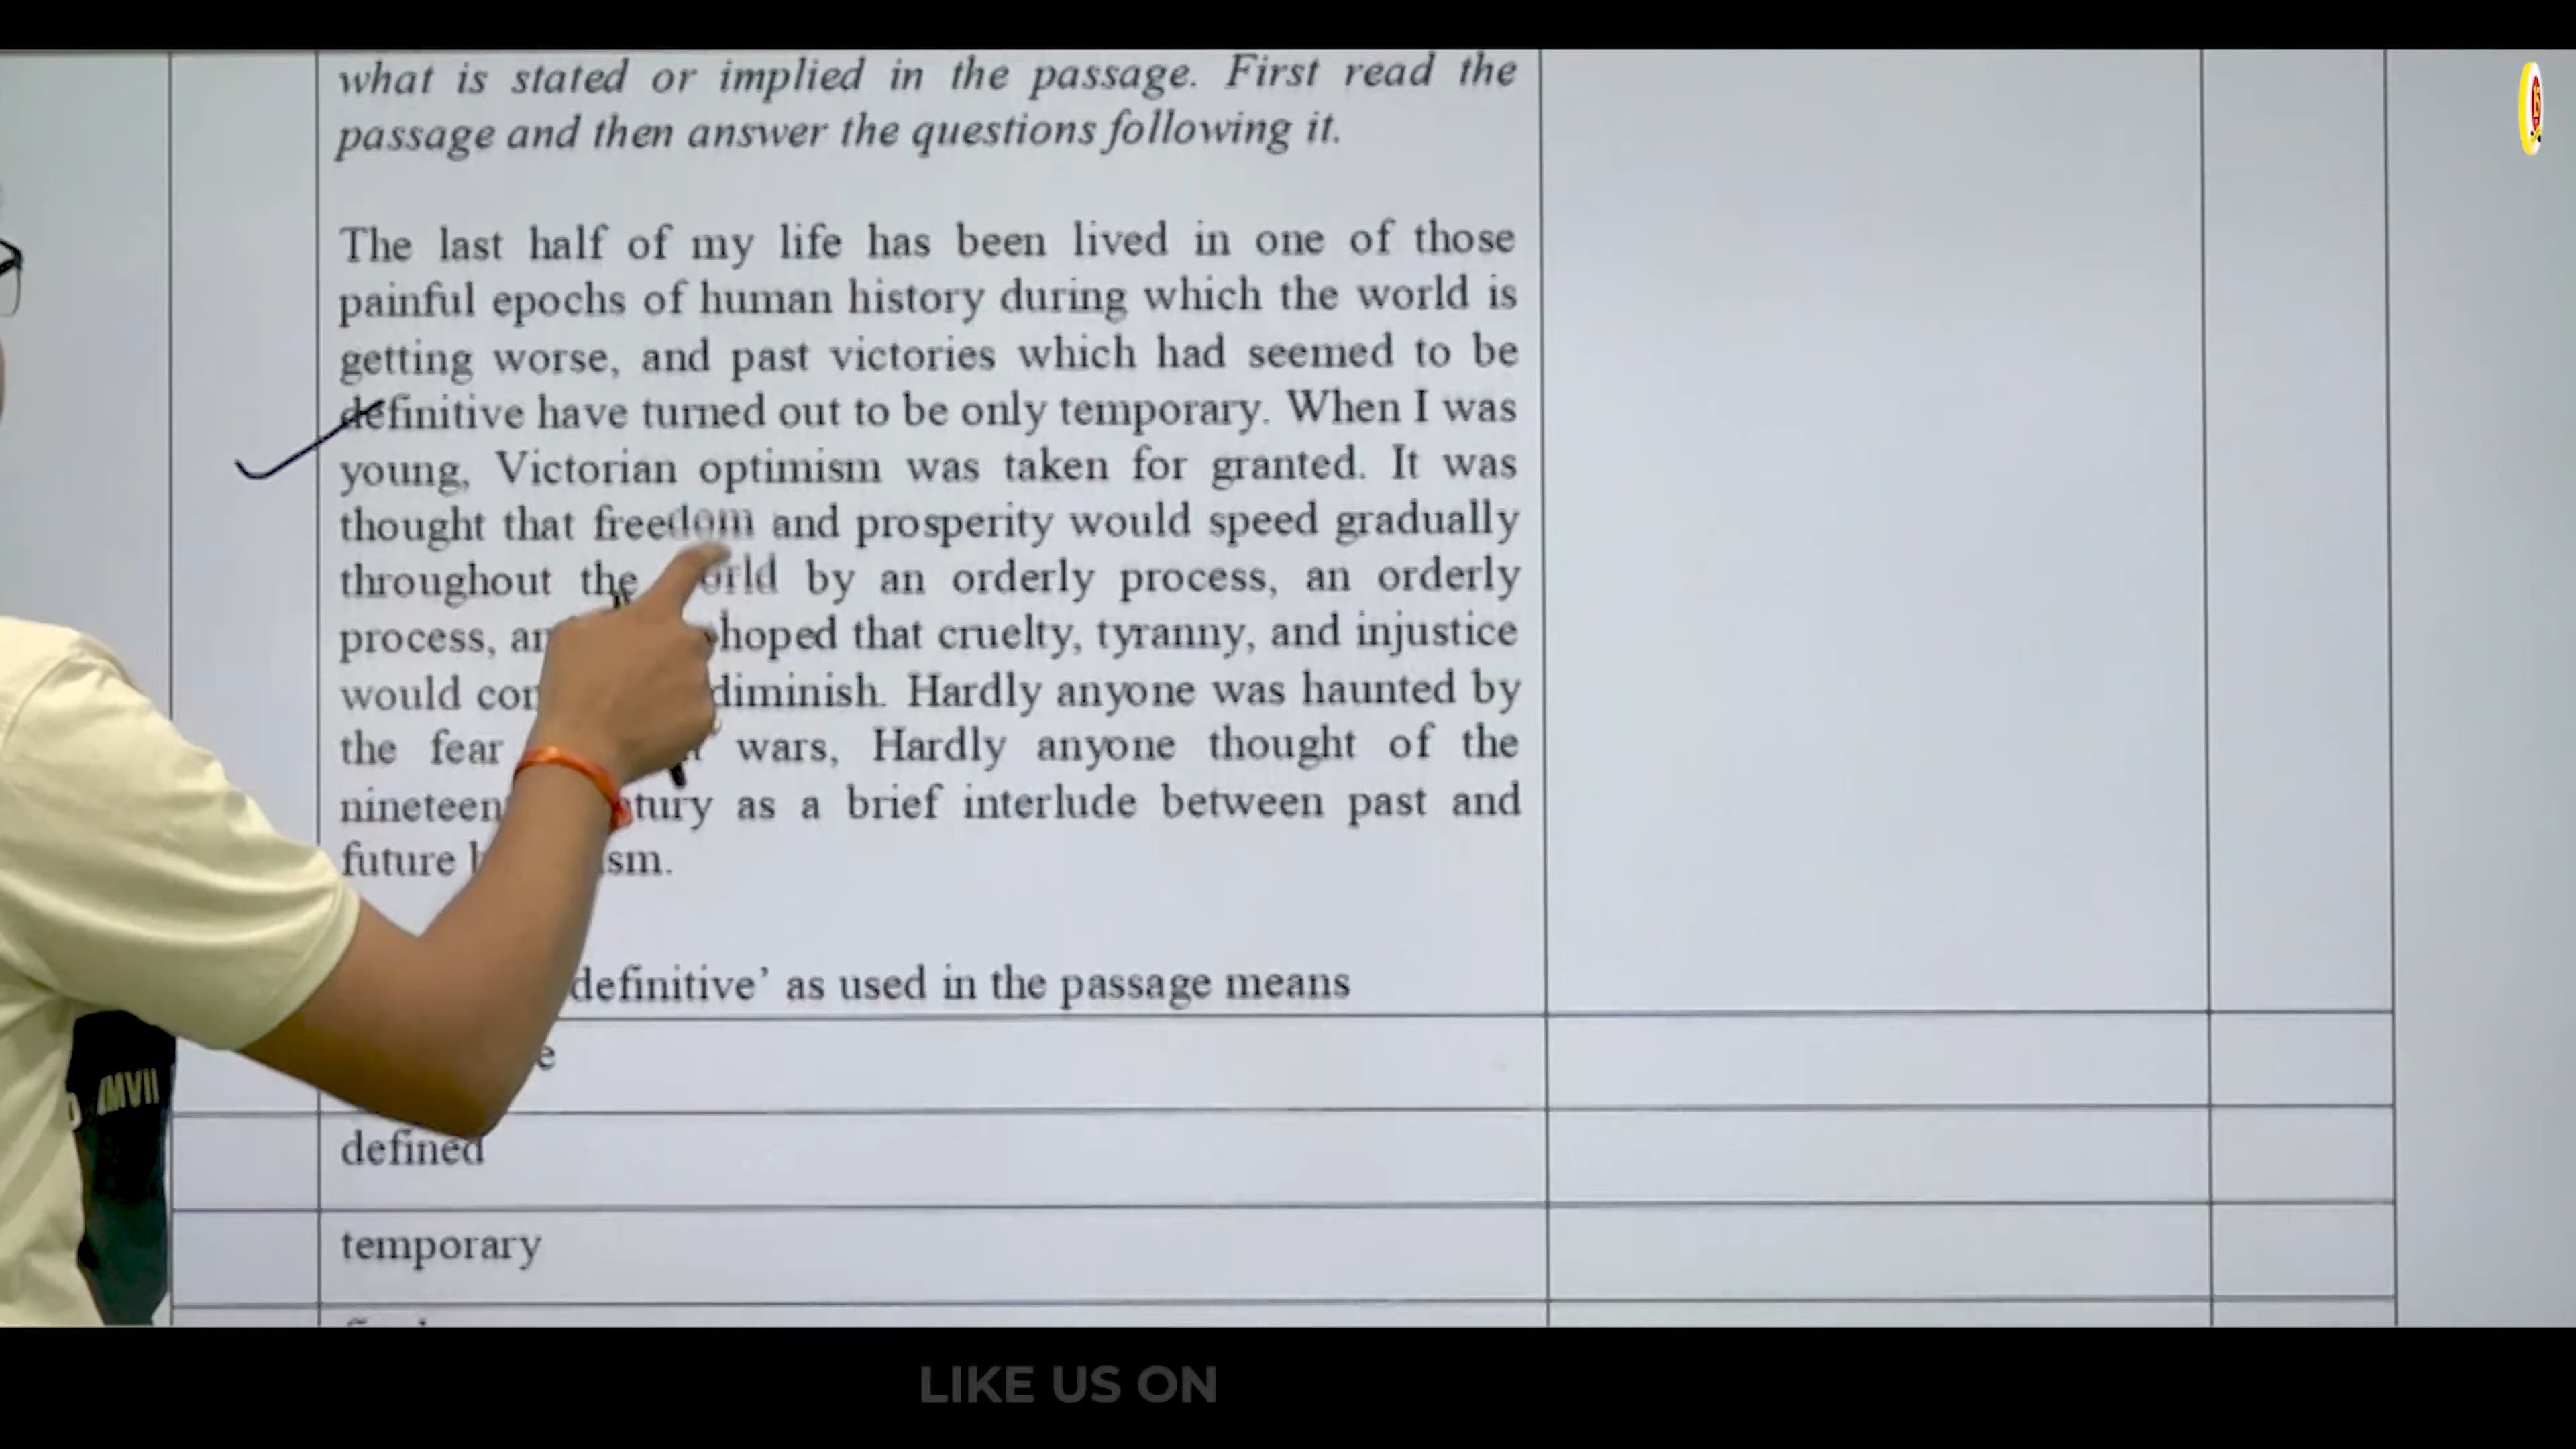 what is stated or implied in the passage. First read the
passage and then answer the questions following it.
The last half of my life has been lived in one of those
painful epochs of human history during which the world is
getting worse, and past victories which had seemed to be
definitive have turned out to be only temporary. When I was
young, Victorian optimism was taken for granted. It was
thought that freedom and prosperity would speed gradually
throughout the world by an orderly process, an orderly
process, hoped that cruelty, tyranny, and injustice
would diminish. Hardly anyone was haunted by
the fear wars, Hardly anyone thought of the
as a brief interlude between past and
future
definitive’ as used in the passage means
defined
temporary
LIKE US ON